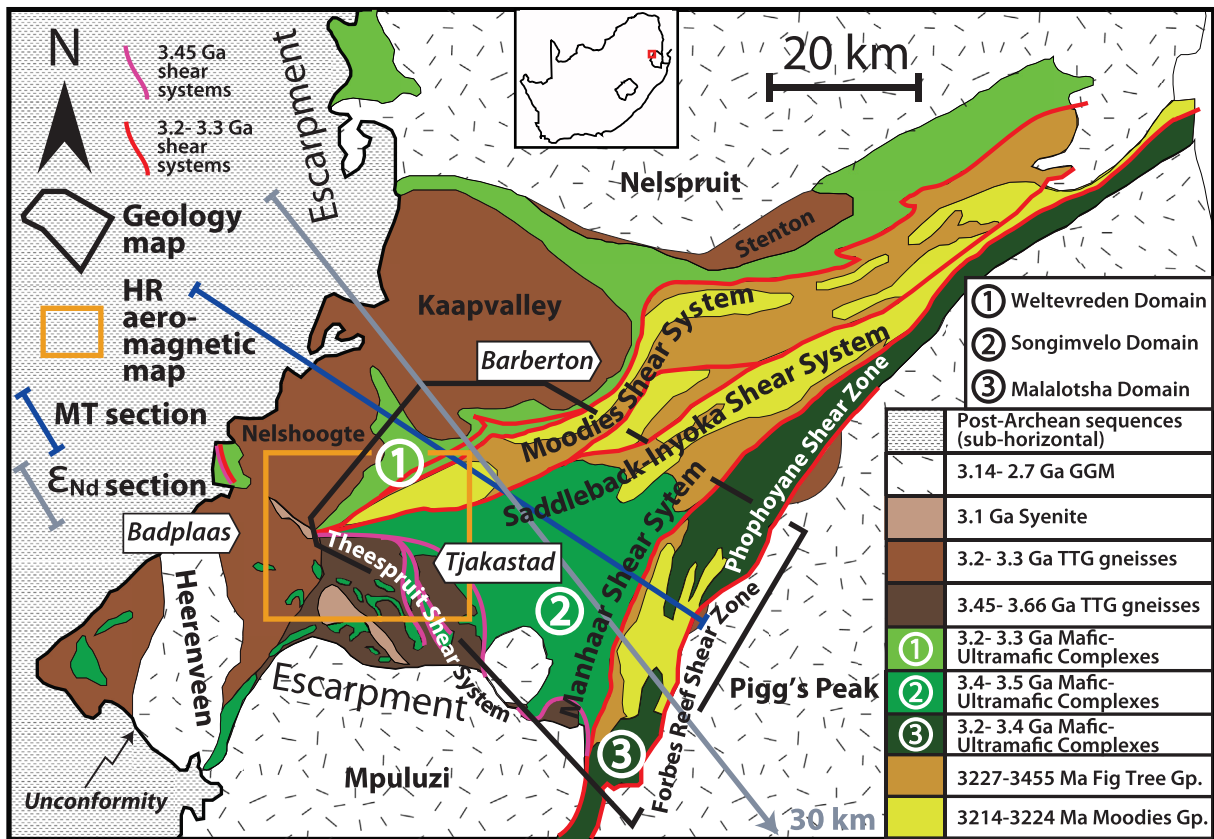 N
3.45 Ga
shear
systems
3.2- 3.3 Ga
shear
systems
Geology
map
HR
aero-
magnetic
map
MT section
εNd section
Escarpment
20 km
Nelspruit
Stenton
Kaapvalley
Barberton
Nelshoogte
Moodies Shear System
Saddleback-Inyoka Shear System
Phophoyane Shear Zone
Manhaar Shear Sytem
Forbes Reef Shear Zone
1
Badplaas
Theespruit Shear System
Tjakastad
2
Heerenveen
Escarpment
Pigg's Peak
3
Mpuluzi
Unconformity
30 km
1 Weltevreden Domain
2 Songimvelo Domain
3 Malalotsha Domain
Post-Archean sequences
(sub-horizontal)
3.14- 2.7 Ga GGM
3.1 Ga Syenite
3.2- 3.3 Ga TTG gneisses
3.45- 3.66 Ga TTG gneisses
1 3.2- 3.3 Ga Mafic-
Ultramafic Complexes
2 3.4- 3.5 Ga Mafic-
Ultramafic Complexes
3 3.2- 3.4 Ga Mafic-
Ultramafic Complexes
3227-3455 Ma Fig Tree Gp.
3214-3224 Ma Moodies Gp.